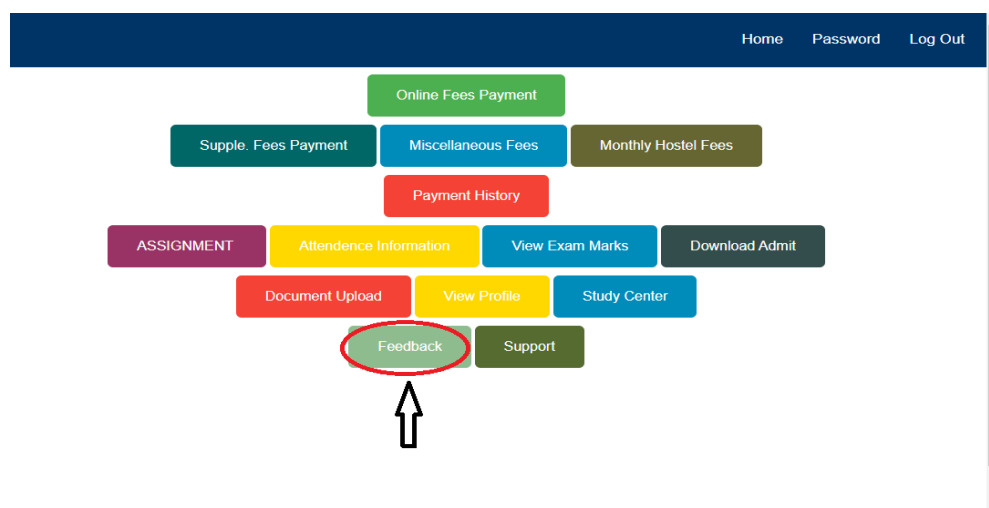 Home Password Log Out
Online Fees Payment
Supple. Fees Payment Miscellaneous Fees Monthly Hostel Fees
Payment History
ASSIGNMENT Attendence Information View Exam Marks Download Admit
Document Upload View Profile Study Center
Feedback Support